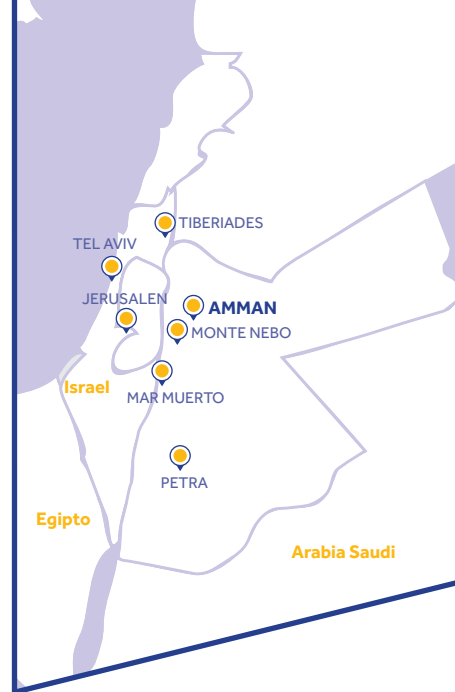 TIBERIADES
TEL AVIV
JERUSALEN
AMMAN
MONTE NEBO
Israel
MAR MUERTO
PETRA
Egipto
Arabia Saudi